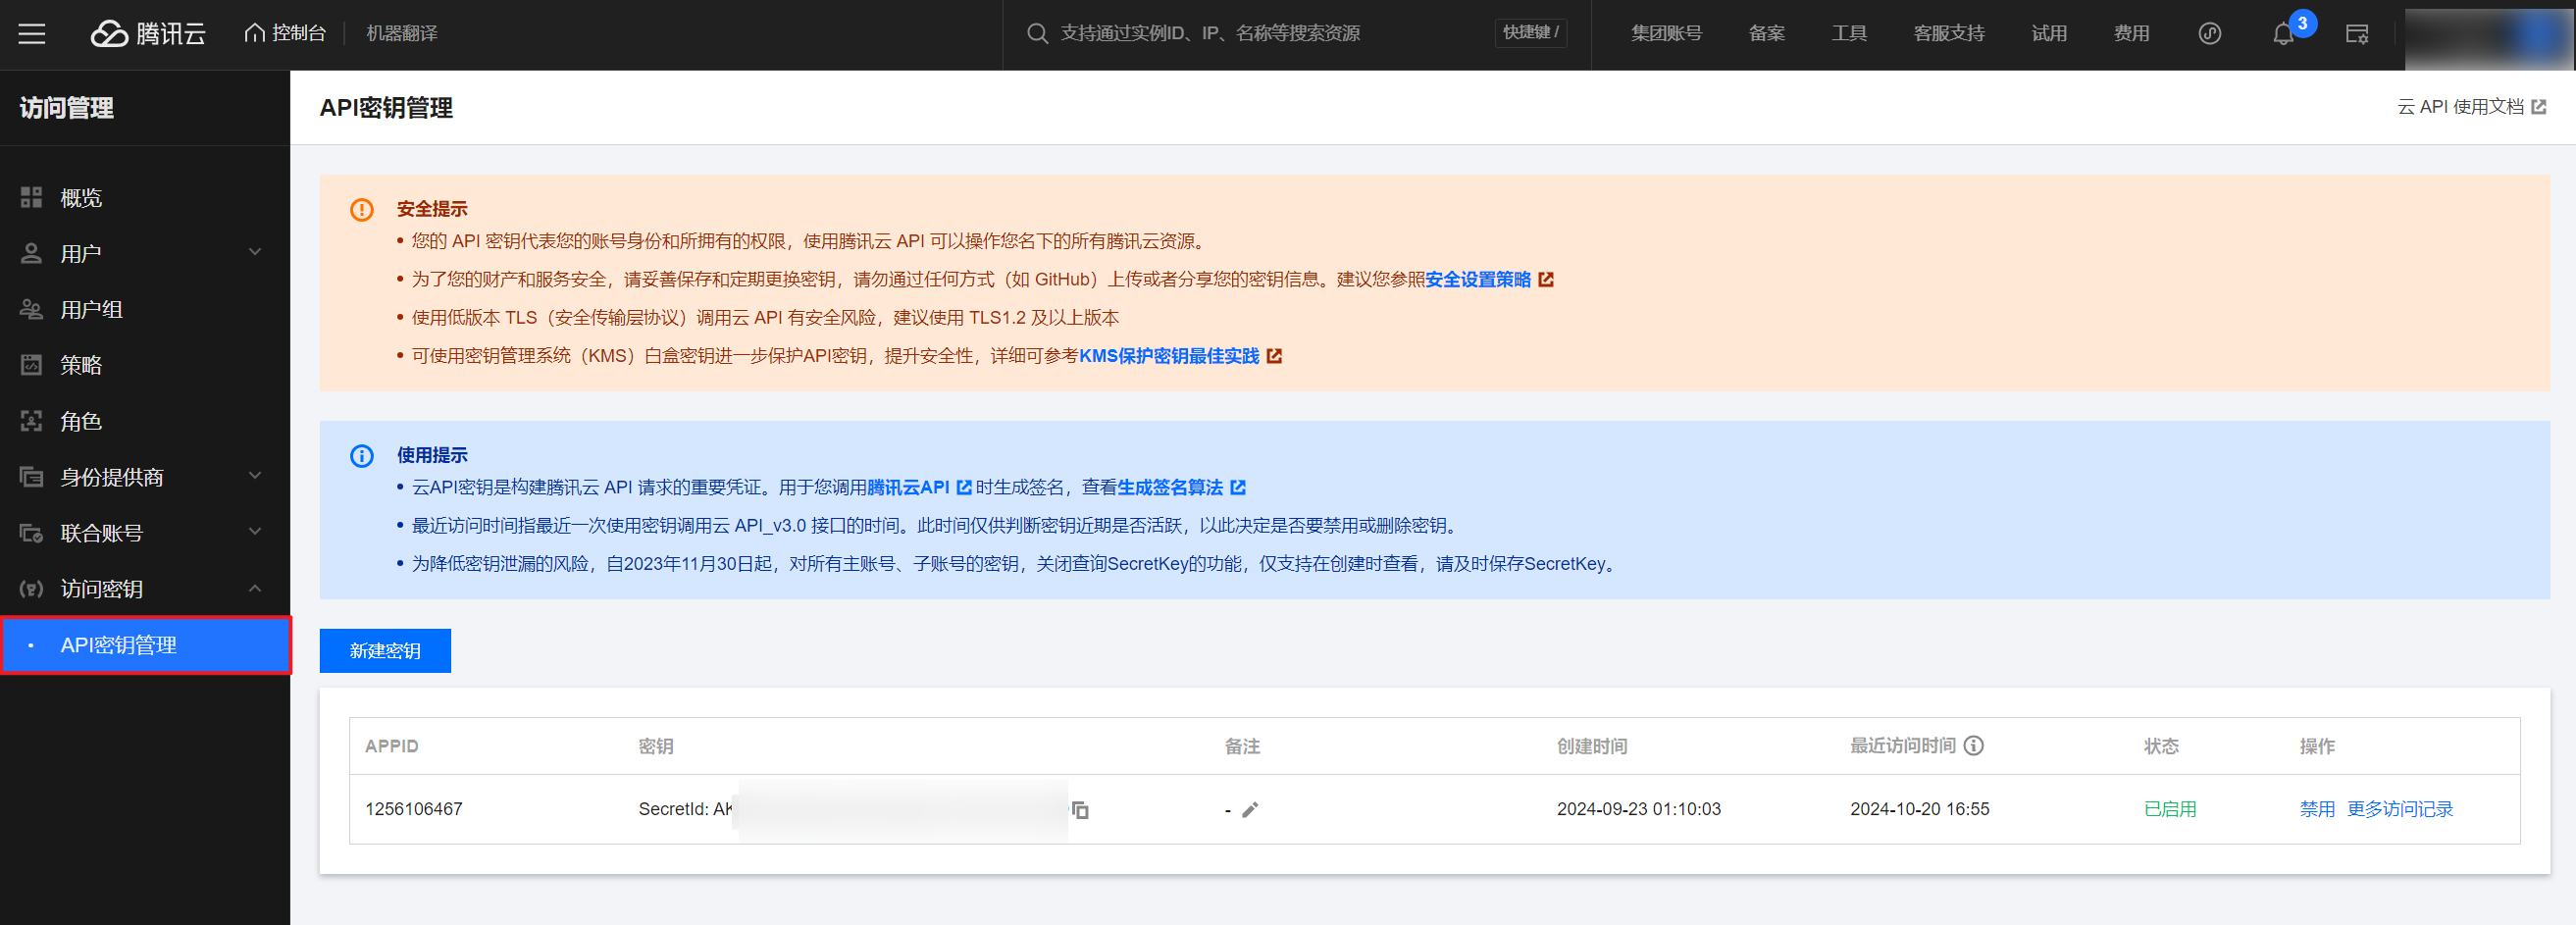 腾讯云
控制台
机器翻译
支持通过实例ID、IP、名称等搜索资源
快捷键 /
集团账号
备案
工具
客服支持
试用
费用
3
访问管理
概览
用户
用户组
策略
角色
身份提供商
联合账号
访问密钥
API密钥管理
API密钥管理
云 API 使用文档
安全提示
• 您的 API 密钥代表您的账号身份和所拥有的权限，使用腾讯云 API 可以操作您名下的所有腾讯云资源。
• 为了您的财产和服务安全，请妥善保存和定期更换密钥，请勿通过任何方式（如 GitHub）上传或者分享您的密钥信息。建议您参照安全设置策略
• 使用低版本 TLS（安全传输层协议）调用云 API 有安全风险，建议使用 TLS1.2 及以上版本
• 可使用密钥管理系统（KMS）白盒密钥进一步保护API密钥，提升安全性，详细可参考KMS保护密钥最佳实践
使用提示
• 云API密钥是构建腾讯云 API 请求的重要凭证。用于您调用腾讯云API 时生成签名，查看生成签名算法
• 最近访问时间指最近一次使用密钥调用云 API_v3.0 接口的时间。此时间仅供判断密钥近期是否活跃，以此决定是否要禁用或删除密钥。
• 为降低密钥泄漏的风险，自2023年11月30日起，对所有主账号、子账号的密钥，关闭查询SecretKey的功能，仅支持在创建时查看，请及时保存SecretKey。
新建密钥
APPID 密钥 备注 创建时间 最近访问时间 状态 操作
1256106467 SecretId: AK - 2024-09-23 01:10:03 2024-10-20 16:55 已启用 禁用 更多访问记录